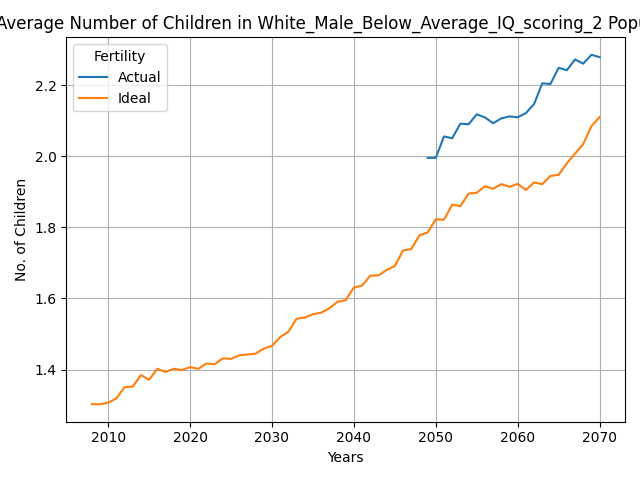 Average Number of Children in White_Male_Below_Average_IQ_scoring_2 Popu
Fertility
Actual
Ideal
2.2
2.0
1.8
1.6
1.4
No. of Children
2010 2020 2030 2040 2050 2060 2070
Years